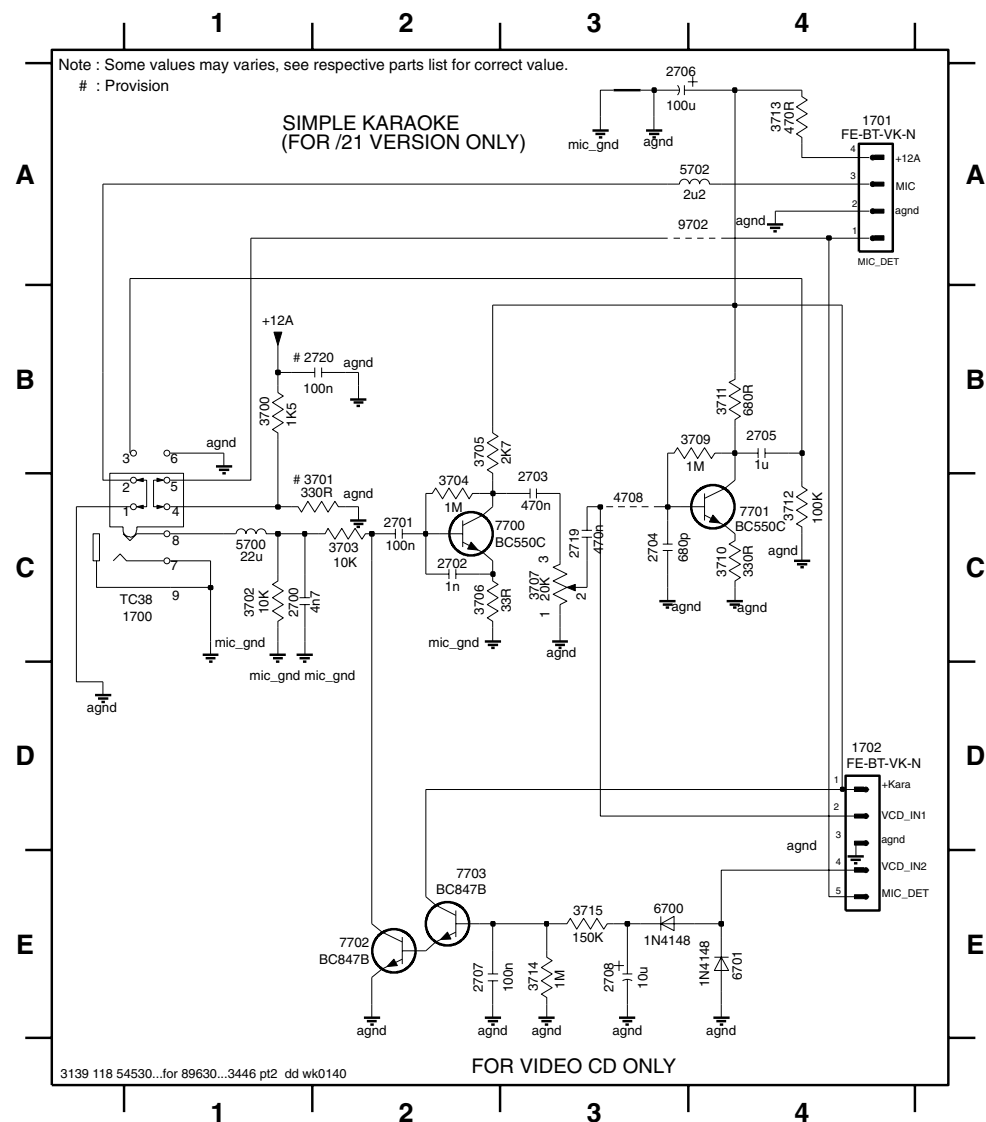 1 2 3 4
Note : Some values may varies, see respective parts list for correct value.
# : Provision
SIMPLE KARAOKE
(FOR /21 VERSION ONLY)
2706
+
100u
mic_gnd
agnd
3713
470R
1701
FE-BT-VK-N
4
+12A
3
MIC
2
agnd
1
MIC_DET
A
A
5702
2u2
agnd
9702
B
B
+12A
# 2720
agnd
100n
3700
1K5
3711
680R
3705
2K7
3709
1M
2705
1u
3
6
agnd
2
5
1
4
8
7
9
TC38
1700
# 3701
330R
agnd
5700
22u
3703
10K
2701
100n
3704
1M
7700
BC550C
2703
470n
2702
1n
3706
33R
mic_gnd
3702
10K
2700
4n7
mic_gnd
mic_gnd mic_gnd
3707
20K
3
1
2
agnd
2719
470n
4708
2704
680p
agnd
7701
BC550C
3710
330R
agnd
3712
100K
agnd
C
C
agnd
D
D
1702
FE-BT-VK-N
1
+Kara
2
VCD_IN1
3
agnd
agnd
4
VCD_IN2
5
MIC_DET
7703
BC847B
7702
BC847B
3715
150K
6700
1N4148
1N4148
6701
2707
100n
3714
1M
2708
+
10u
E
E
agnd
agnd
agnd
agnd
agnd
FOR VIDEO CD ONLY
3139 118 54530...for 89630...3446 pt2 dd wk0140
1 2 3 4